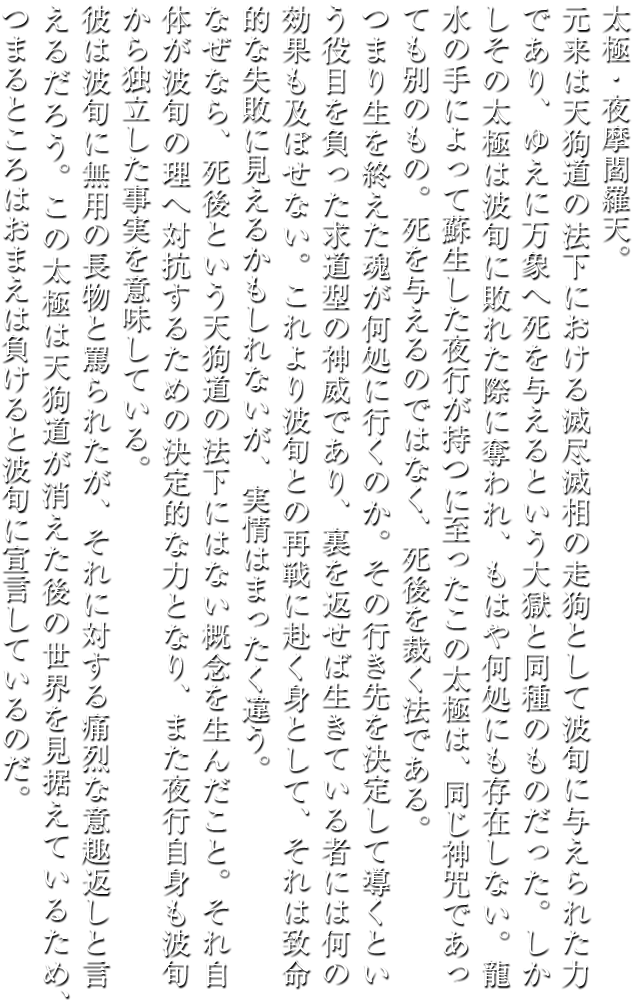 太極・夜摩閻羅天。
元来は天狗道の法下における滅尽滅相の走狗として波旬に与えられた力
であり、ゆえに万象へ死を与えるという大獄と同種のものだった。しか
しその太極は波旬に敗れた際に奪われ、もはや何処にも存在しない。龍
水の手によって蘇生した夜行が持つに至ったこの太極は、同じ神咒であっ
ても別のもの。死を与えるのではなく、死後を裁く法である。
つまり生を終えた魂が何処に行くのか。その行き先を決定して導くとい
う役目を負った求道型の神威であり、裏を返せば生きている者には何の
効果も及ぼせない。これより波旬との再戦に赴く身として、それは致命
的な失敗に見えるかもしれないが、実情はまったく違う。
なぜなら、死後という天狗道の法下にはない概念を生んだこと。それ自
体が波旬の理へ対抗するための決定的な力となり、また夜行自身も波旬
から独立した事実を意味している。
彼は波旬に無用の長物と罵られたが、それに対する痛烈な意趣返しと言
えるだろう。この太極は天狗道が消えた後の世界を見据えているため、
つまるところはおまえは負けると波旬に宣言しているのだ。